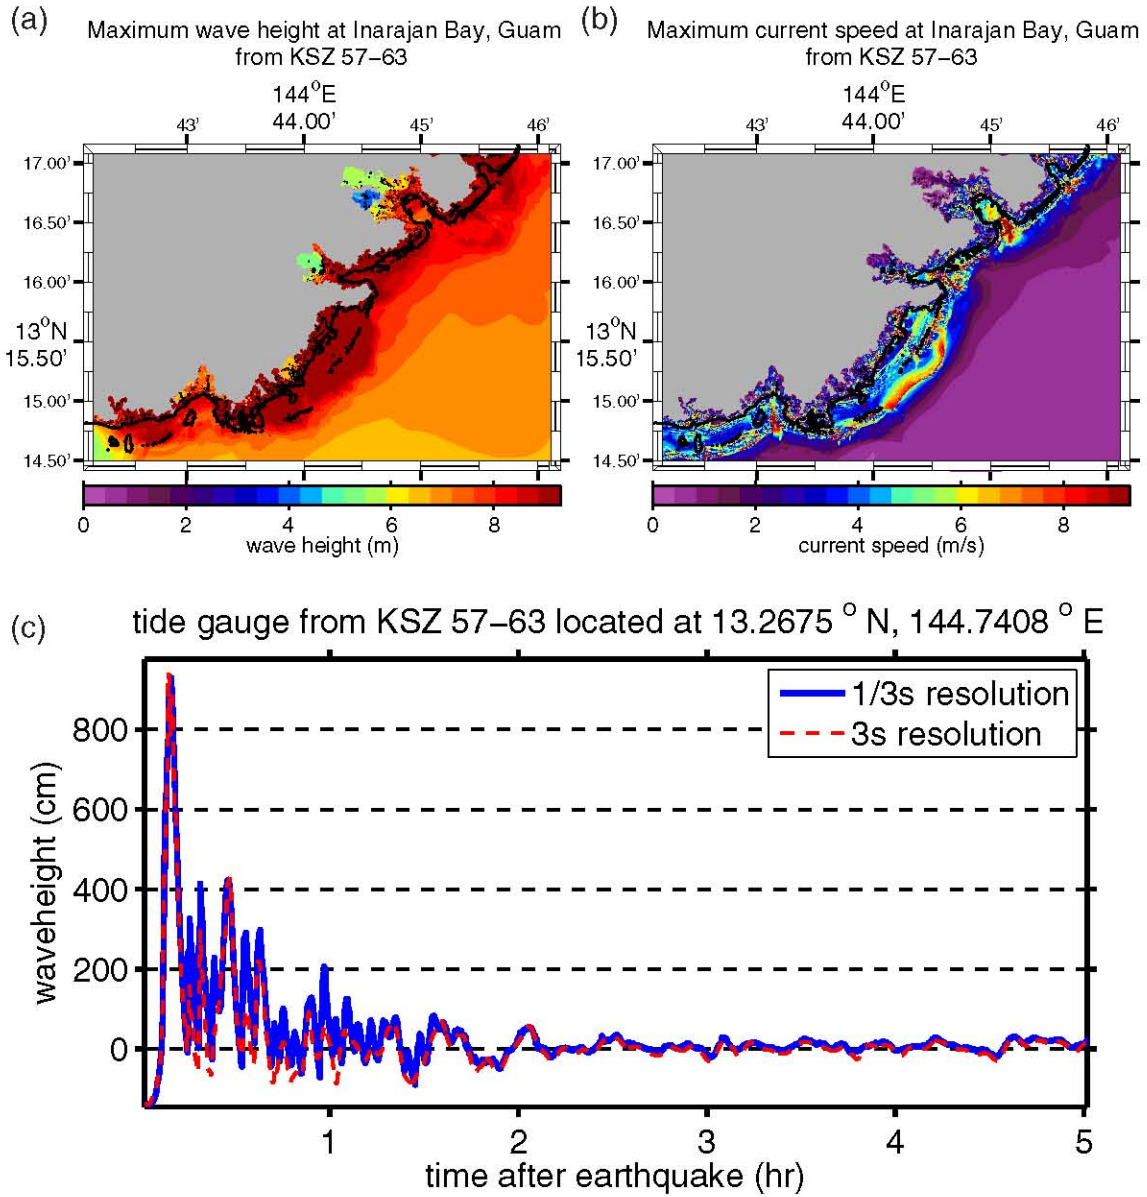 (a)
Maximum wave height at Inarajan Bay, Guam
from KSZ 57–63
144°E
43' 44.00' 45' 46'
17.00'
16.50'
16.00'
13°N
15.50'
15.00'
14.50'
0 2 4 6 8
wave height (m)
(b)
Maximum current speed at Inarajan Bay, Guam
from KSZ 57–63
144°E
43' 44.00' 45' 46'
17.00'
16.50'
16.00'
13°N
15.50'
15.00'
14.50'
0 2 4 6 8
current speed (m/s)
(c)
tide gauge from KSZ 57–63 located at 13.2675 ° N, 144.7408 ° E
1/3s resolution
3s resolution
800
600
400
200
0
waveheight (cm)
1 2 3 4 5
time after earthquake (hr)